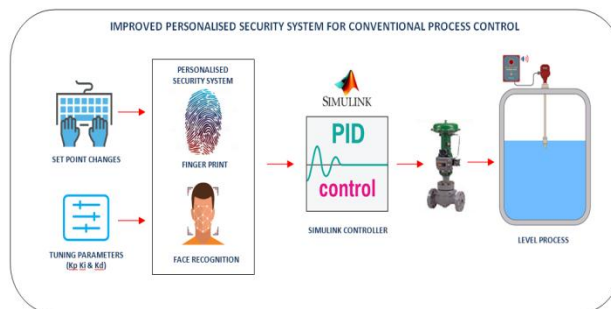 IMPROVED PERSONALISED SECURITY SYSTEM FOR CONVENTIONAL PROCESS CONTROL
PERSONALISED
SECURITY SYSTEM
SET POINT CHANGES
FINGER PRINT
TUNING PARAMETERS
(Kp Ki & Kd)
FACE RECOGNITION
SIMULINK
PID
control
SIMULINK CONTROLLER
LEVEL PROCESS